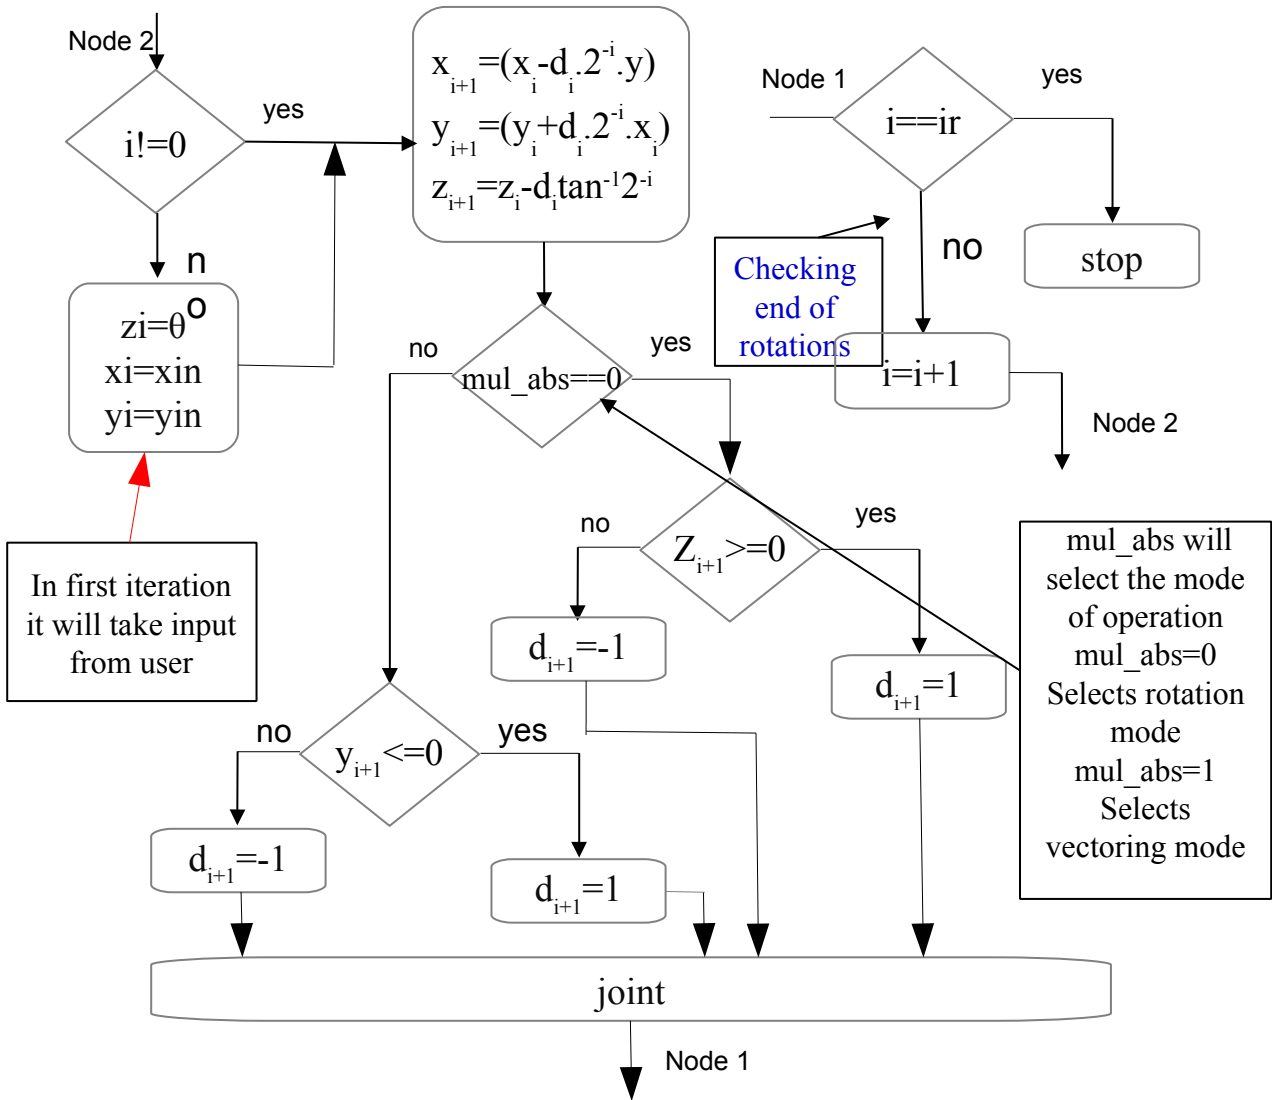 Node 2
i!=0
yes
n
o
zi=θ
xi=xin
yi=yin
In first iteration
it will take input
from user
xᵢ₊₁=(xᵢ-dᵢ.2⁻ⁱ.y)
yᵢ₊₁=(yᵢ+dᵢ.2⁻ⁱ.xᵢ)
zᵢ₊₁=zᵢ-dᵢtan⁻¹2⁻ⁱ
mul_abs==0
no
yes
Zᵢ₊₁>=0
no
yes
dᵢ₊₁=-1
dᵢ₊₁=1
yᵢ₊₁<=0
no
yes
dᵢ₊₁=-1
dᵢ₊₁=1
joint
Node 1
Node 1
i==ir
yes
stop
no
Checking
end of
rotations
i=i+1
Node 2
mul_abs will
select the mode
of operation
mul_abs=0
Selects rotation
mode
mul_abs=1
Selects
vectoring mode